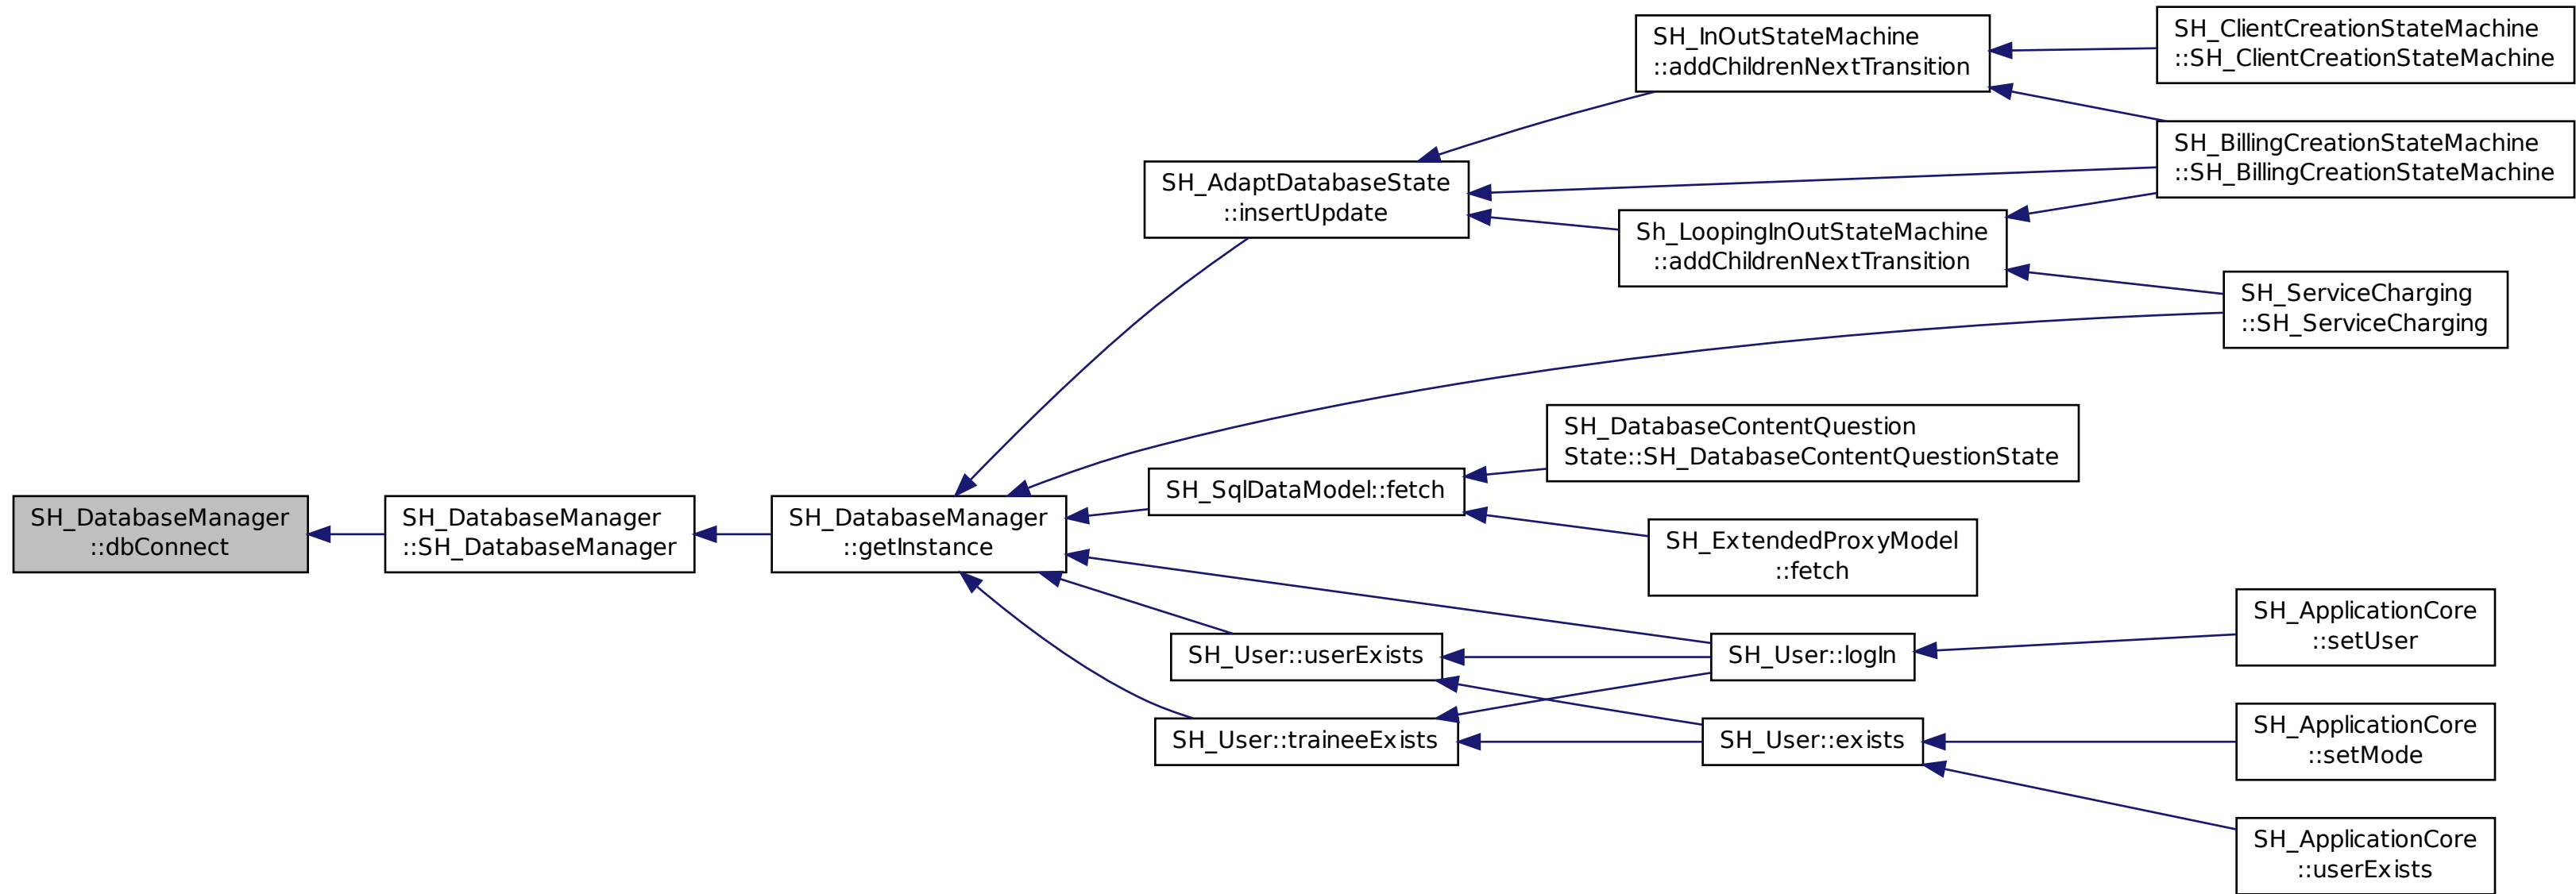 SH_InOutStateMachine
::addChildrenNextTransition
SH_ClientCreationStateMachine
::SH_ClientCreationStateMachine
SH_BillingCreationStateMachine
::SH_BillingCreationStateMachine
SH_AdaptDatabaseState
::insertUpdate
Sh_LoopingInOutStateMachine
::addChildrenNextTransition
SH_ServiceCharging
::SH_ServiceCharging
SH_DatabaseContentQuestion
State::SH_DatabaseContentQuestionState
SH_SqlDataModel::fetch
SH_DatabaseManager
::dbConnect
SH_DatabaseManager
::SH_DatabaseManager
SH_DatabaseManager
::getInstance
SH_ExtendedProxyModel
::fetch
SH_ApplicationCore
::setUser
SH_User::userExists
SH_User::logIn
SH_User::traineeExists
SH_User::exists
SH_ApplicationCore
::setMode
SH_ApplicationCore
::userExists